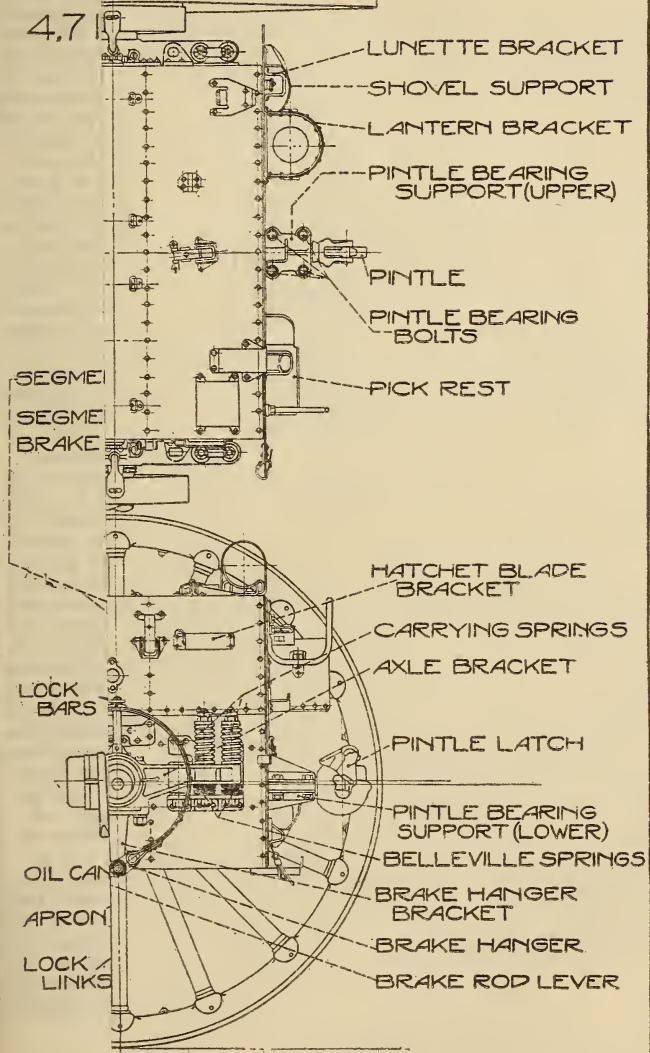 4.7
LUNETTE BRACKET
SHOVEL SUPPORT
LANTERN BRACKET
PINTLE BEARING
SUPPORT (UPPER)
PINTLE
PINTLE BEARING
BOLTS
SEGME
PICK REST
SEGME
BRAKE
HATCHET BLADE
BRACKET
CARRYING SPRINGS
AXLE BRACKET
LOCK
BARS
PINTLE LATCH
PINTLE BEARING
SUPPORT (LOWER)
BELLEVILLE SPRINGS
OIL CAN
BRAKE HANGER
BRACKET
APRON
BRAKE HANGER
LOCK
LINKS
BRAKE ROD LEVER